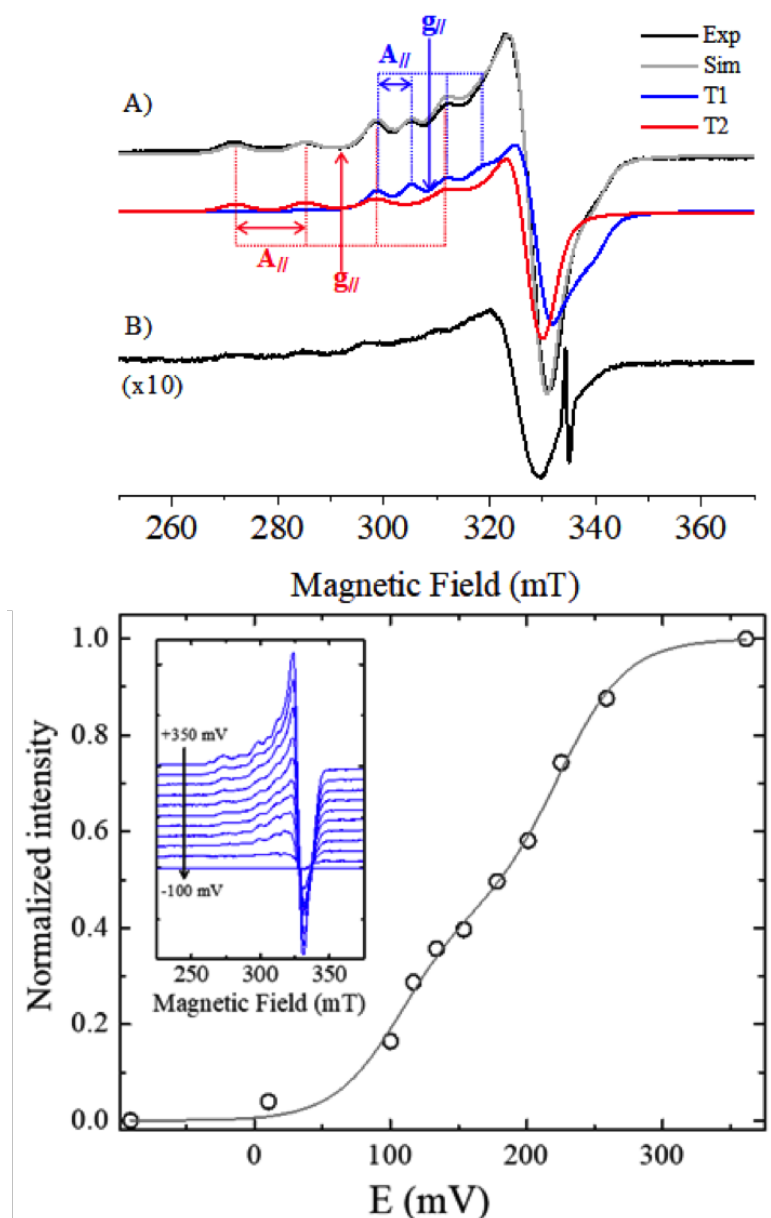 Exp
Sim
T1
T2
g//
A//
A)
A//
g//
B)
(x10)
260 280 300 320 340 360
Magnetic Field (mT)
1.0
0.8
0.6
0.4
0.2
0.0
Normalized intensity
+350 mV
-100 mV
250 300 350
Magnetic Field (mT)
0 100 200 300
E (mV)